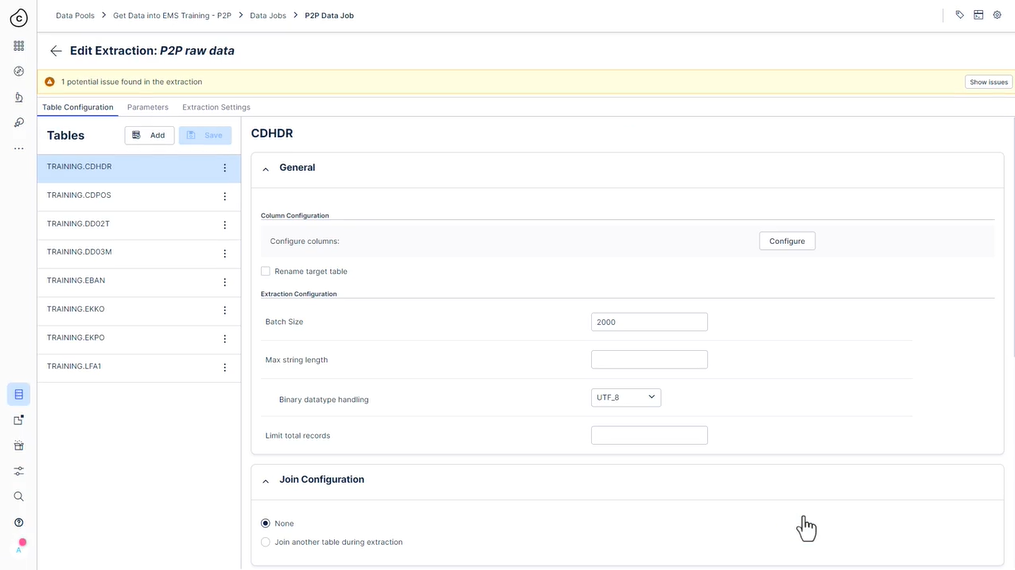 Data Pools > Get Data into EMS Training - P2P > Data Jobs > P2P Data Job
Edit Extraction: P2P raw data
1 potential issue found in the extraction
Show issues
Table Configuration Parameters Extraction Settings
Tables
Add
Save
TRAINING.CDHDR
TRAINING.CDPOS
TRAINING.DD02T
TRAINING.DD03M
TRAINING.EBAN
TRAINING.EKKO
TRAINING.EKPO
TRAINING.LFA1
CDHDR
General
Column Configuration
Configure columns:
Configure
Rename target table
Extraction Configuration
Batch Size
2000
Max string length
Binary datatype handling
UTF_8
Limit total records
Join Configuration
None
Join another table during extraction
A